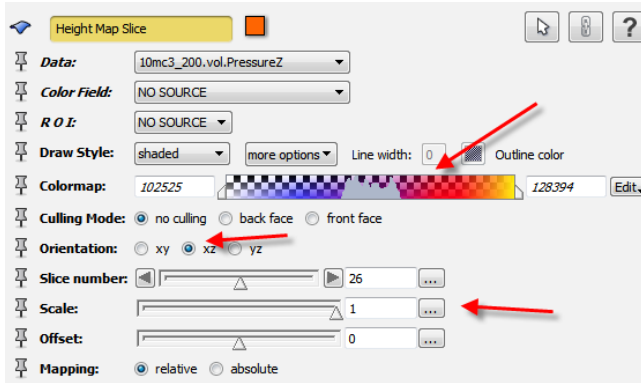 Height Map Slice ?
Data: 10mc3_200.vol.PressureZ
Color Field: NO SOURCE
R O I: NO SOURCE
Draw Style: shaded more options Line width: 0 Outline color
Colormap: 102525 128394 Edit
Culling Mode: no culling back face front face
Orientation: xy xz yz
Slice number: 26 ...
Scale: 1 ...
Offset: 0 ...
Mapping: relative absolute